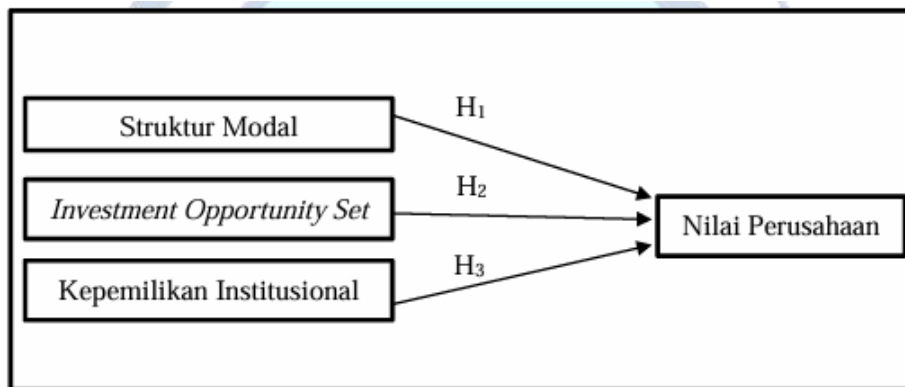 Struktur Modal
H₁
Investment Opportunity Set
H₂
Nilai Perusahaan
Kepemilikan Institusional
H₃